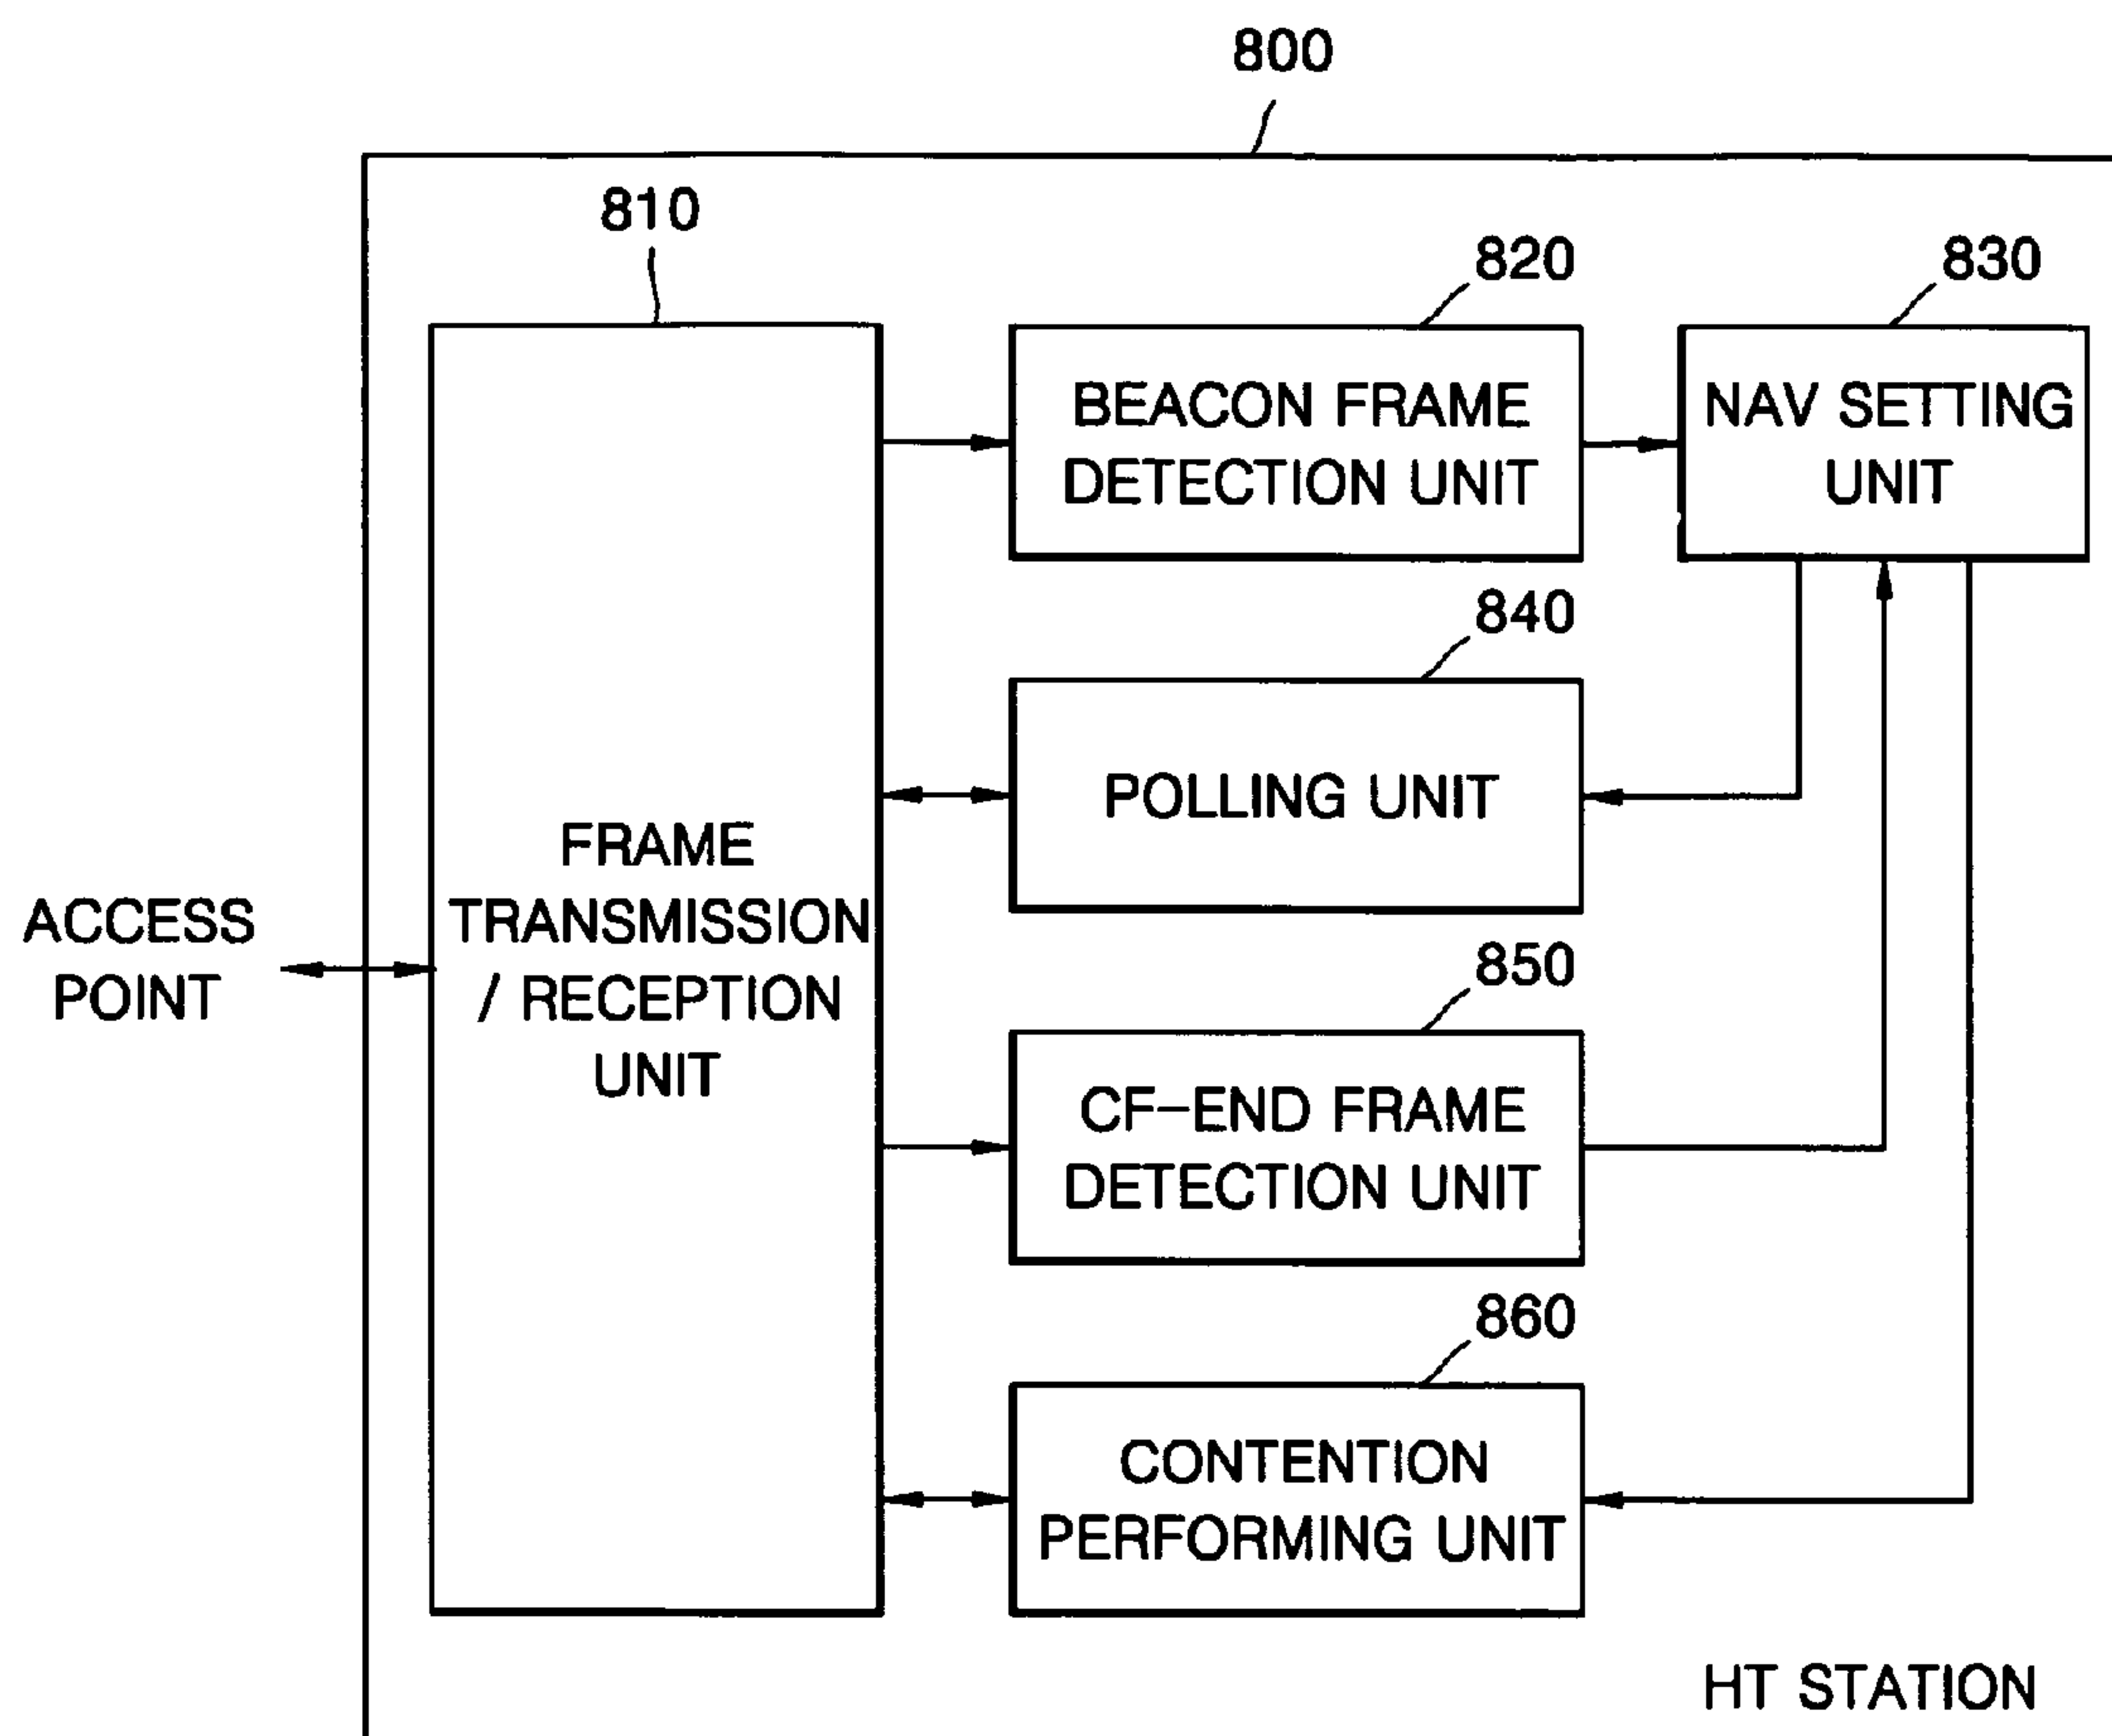 800
810
820
830
BEACON FRAME
DETECTION UNIT
NAV SETTING
UNIT
840
POLLING UNIT
FRAME
TRANSMISSION
/ RECEPTION
UNIT
ACCESS
POINT
850
CF-END FRAME
DETECTION UNIT
860
CONTENTION
PERFORMING UNIT
HT STATION